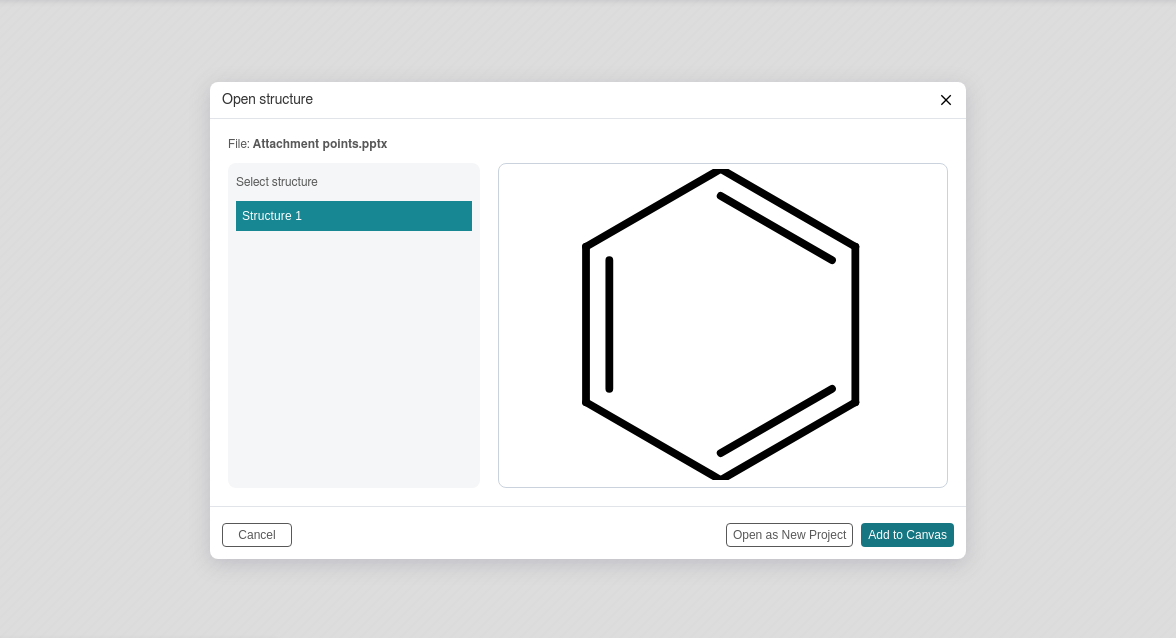 Open structure
File: Attachment points.pptx
Select structure
Structure 1
Cancel
Open as New Project
Add to Canvas